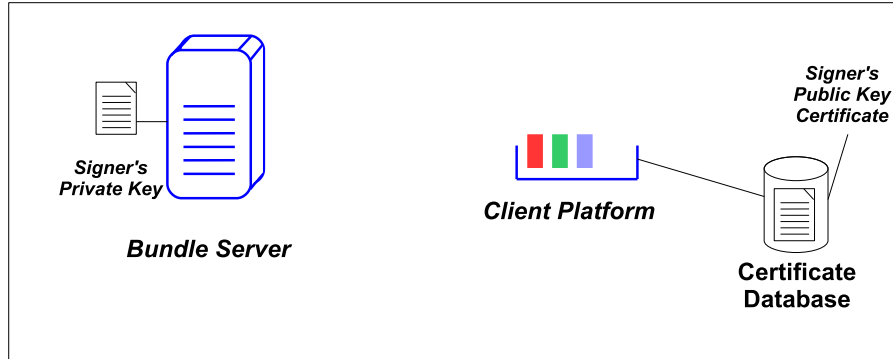 Signer's
Private Key
Bundle Server
Client Platform
Signer's
Public Key
Certificate
Certificate
Database